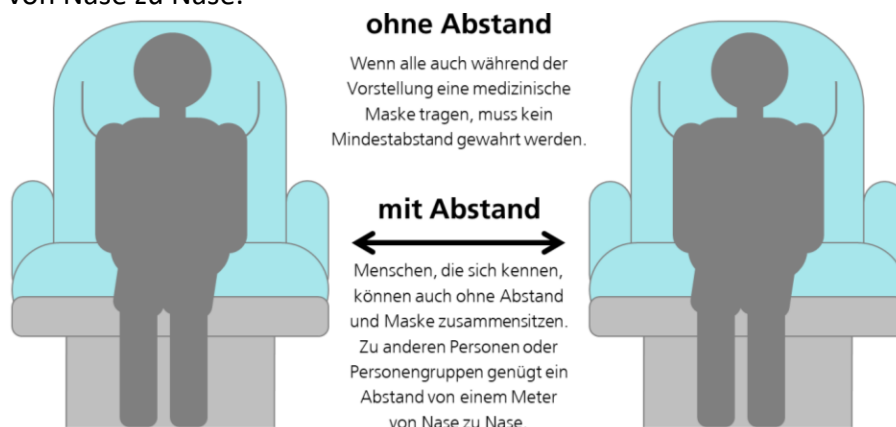 von Nase zu Nase.
ohne Abstand
Wenn alle auch während der
Vorstellung eine medizinische
Maske tragen, muss kein
Mindestabstand gewahrt werden.
mit Abstand
Menschen, die sich kennen,
können auch ohne Abstand
und Maske zusammensitzen.
Zu anderen Personen oder
Personengruppen genügt ein
Abstand von einem Meter
von Nase zu Nase